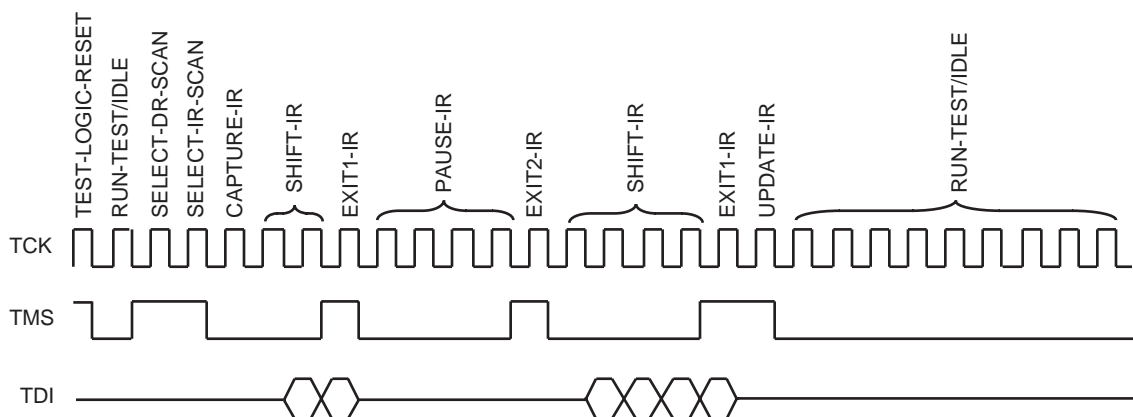 TEST-LOGIC-RESET
RUN-TEST/IDLE
SELECT-DR-SCAN
SELECT-IR-SCAN
CAPTURE-IR
SHIFT-IR
EXIT1-IR
PAUSE-IR
EXIT2-IR
SHIFT-IR
EXIT1-IR
UPDATE-IR
RUN-TEST/IDLE
TCK
TMS
TDI